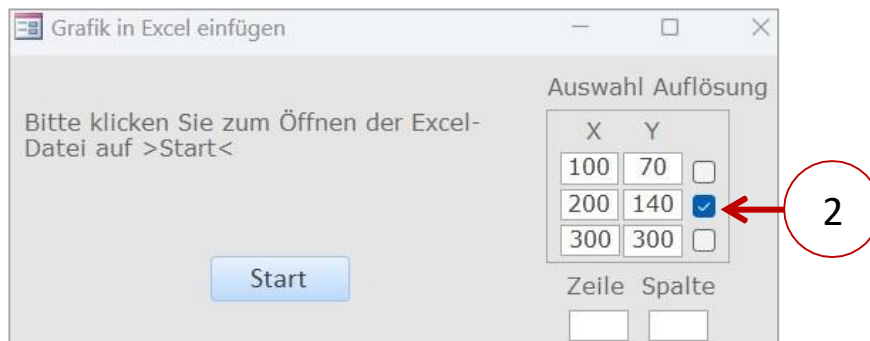 Grafik in Excel einfügen
Auswahl Auflösung
Bitte klicken Sie zum Öffnen der Excel-
Datei auf >Start<
X Y
100 70
200 140
2
300 300
Start
Zeile Spalte